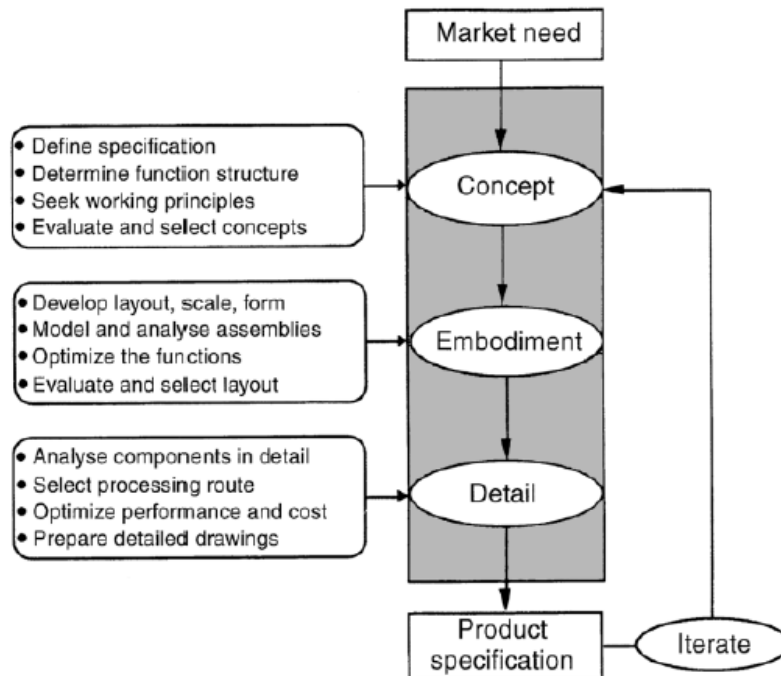 Market need
• Define specification
• Determine function structure
• Seek working principles
• Evaluate and select concepts
Concept
• Develop layout, scale, form
• Model and analyse assemblies
• Optimize the functions
• Evaluate and select layout
Embodiment
• Analyse components in detail
• Select processing route
• Optimize performance and cost
• Prepare detailed drawings
Detail
Product
specification
Iterate